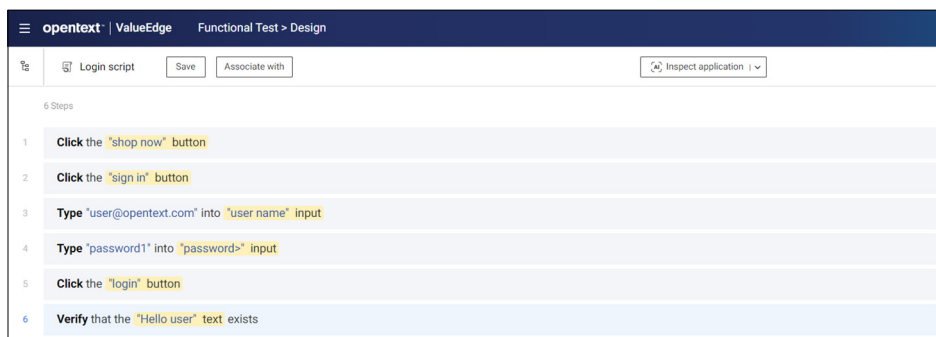 opentext™ | ValueEdge Functional Test > Design
Login script Save Associate with AI Inspect application
6 Steps
1 Click the "shop now" button
2 Click the "sign in" button
3 Type "user@opentext.com" into "user name" input
4 Type "password1" into "password>" input
5 Click the "login" button
6 Verify that the "Hello user" text exists